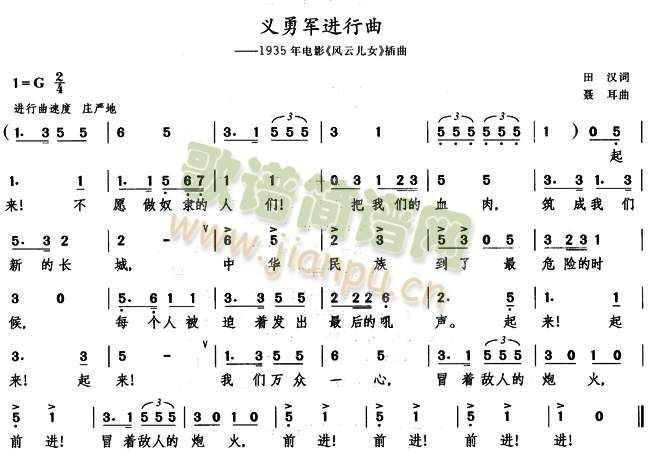 义勇军进行曲
——1935年电影《风云儿女》插曲
1=G 2/4
田 汉词
聂 耳曲
进行曲速度 庄严地
( 1. 3 5 5 | 6 5 | 3. 1 5 5 5 | 3 1 | 5 5 5 5 5 5 | 1 ) 0 5 |
起
1. 1 | 1. 1 5 6 7 | 1 1 | 0 3 1 2 3 | 5 5 | 3. 3 1. 3 |
来! 不 愿 做奴 隶的 人 们! 把 我 们的 血 肉, 筑 成 我 们
5. 3 2 | 2 - | 6 5 | 2 3 | 5 3 0 5 | 3 2 3 1 |
新 的 长 城, 中 华 民 族 到 了 最 危 险的 时
3 0 | 5. 6 1 1 | 3. 3 5 5 | 2 2 2 6 | 2. 5 | 1. 1 |
候, 每 个 人 被 迫 着 发 出 最 后的 吼 声。 起 来! 起
3. 3 | 5 - | 1. 3 5 5 | 6 5 | 3. 1 5 5 5 | 3 0 1 0 |
来! 起 来! 我 们 万 众 一 心, 冒 着 敌人的 炮 火,
5 1 | 3. 1 5 5 5 | 3 0 1 0 | 5 1 | 5 1 | 5 1 | 1 0 ‖
前 进! 冒 着 敌人的 炮 火, 前 进! 前 进! 前 进! 进!
歌谱简谱网
www.jianpu.cn